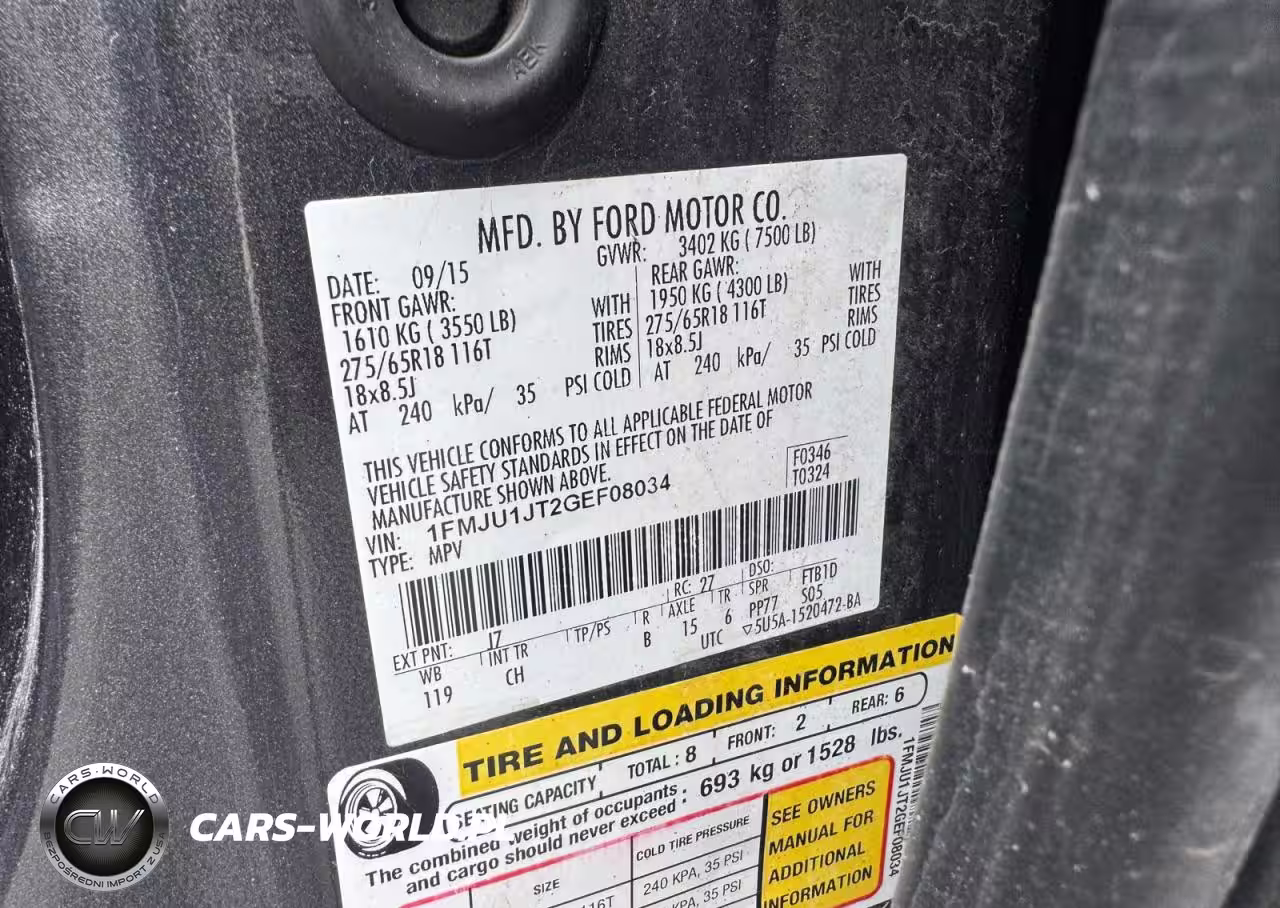 AEK
MFD. BY FORD MOTOR CO.
DATE: 09/15 GVWR: 3402 KG ( 7500 LB)
FRONT GAWR: REAR GAWR:
1610 KG ( 3550 LB) WITH 1950 KG ( 4300 LB) WITH
275/65R18 116T TIRES 275/65R18 116T TIRES
18x8.5J RIMS 18x8.5J RIMS
AT 240 kPa/ 35 PSI COLD AT 240 kPa/ 35 PSI COLD
THIS VEHICLE CONFORMS TO ALL APPLICABLE FEDERAL MOTOR
VEHICLE SAFETY STANDARDS IN EFFECT ON THE DATE OF
MANUFACTURE SHOWN ABOVE.
F0346
T0324
VIN: 1FMJU1JT2GEF08034
TYPE: MPV
EXT PNT: J7 RC: 27 DSO:
WB INT TR TP/PS R AXLE TR SPR FTB1D
119 CH B 15 6 PP77 S05
UTC ▽5U5A-1520472-BA
TIRE AND LOADING INFORMATION
SEATING CAPACITY TOTAL : 8 FRONT: 2 REAR: 6
The combined weight of occupants
and cargo should never exceed : 693 kg or 1528 lbs.
SIZE COLD TIRE PRESSURE
240 KPA, 35 PSI
116T KPA, 35 PSI
SEE OWNERS
MANUAL FOR
ADDITIONAL
INFORMATION
1FMJU1JT2GEF08034
CARS-WORLD
CW
BEZPOŚREDNI IMPORT Z USA
CARS-WORLD.PL